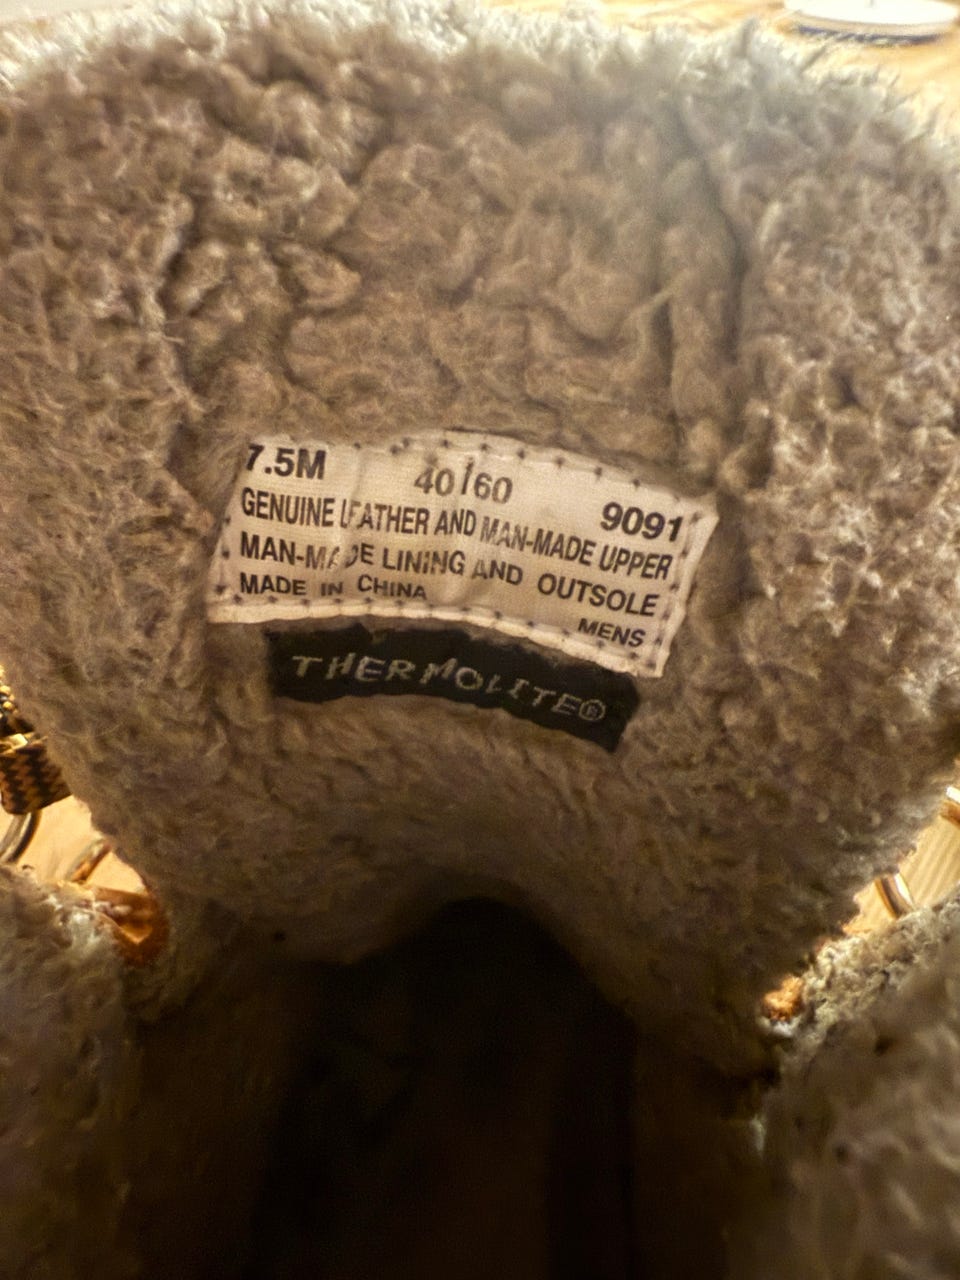 7.5M 40/60 9091
GENUINE LEATHER AND MAN-MADE UPPER
MAN-MADE LINING AND OUTSOLE
MADE IN CHINA MENS
THERMOLITE®